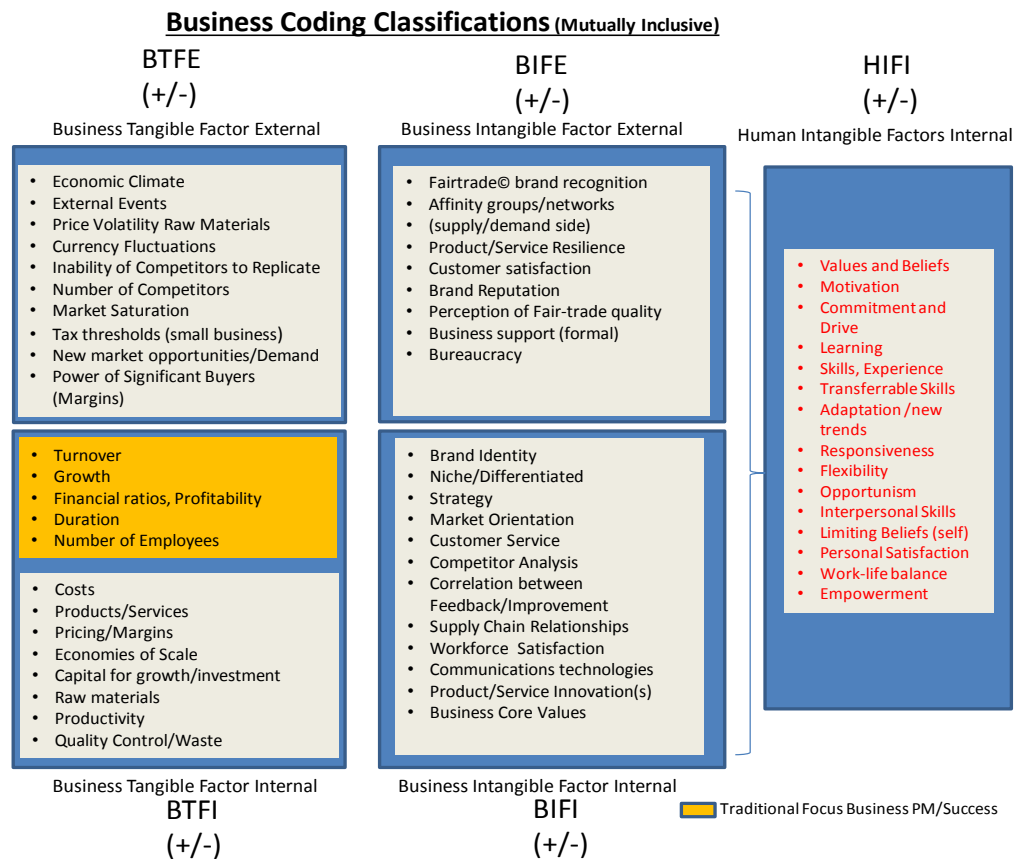 Business Coding Classifications (Mutually Inclusive)
BTFE
(+/-)
Business Tangible Factor External
• Economic Climate
• External Events
• Price Volatility Raw Materials
• Currency Fluctuations
• Inability of Competitors to Replicate
• Number of Competitors
• Market Saturation
• Tax thresholds (small business)
• New market opportunities/Demand
• Power of Significant Buyers
(Margins)
• Turnover
• Growth
• Financial ratios, Profitability
• Duration
• Number of Employees
• Costs
• Products/Services
• Pricing/Margins
• Economies of Scale
• Capital for growth/investment
• Raw materials
• Productivity
• Quality Control/Waste
Business Tangible Factor Internal
BTFI
(+/-)
BIFE
(+/-)
Business Intangible Factor External
• Fairtrade© brand recognition
• Affinity groups/networks
• (supply/demand side)
• Product/Service Resilience
• Customer satisfaction
• Brand Reputation
• Perception of Fair-trade quality
• Business support (formal)
• Bureaucracy
• Brand Identity
• Niche/Differentiated
• Strategy
• Market Orientation
• Customer Service
• Competitor Analysis
• Correlation between
Feedback/Improvement
• Supply Chain Relationships
• Workforce Satisfaction
• Communications technologies
• Product/Service Innovation(s)
• Business Core Values
Business Intangible Factor Internal
BIFI
(+/-)
HIFI
(+/-)
Human Intangible Factors Internal
• Values and Beliefs
• Motivation
• Commitment and
Drive
• Learning
• Skills, Experience
• Transferrable Skills
• Adaptation /new
trends
• Responsiveness
• Flexibility
• Opportunism
• Interpersonal Skills
• Limiting Beliefs (self)
• Personal Satisfaction
• Work-life balance
• Empowerment
Traditional Focus Business PM/Success